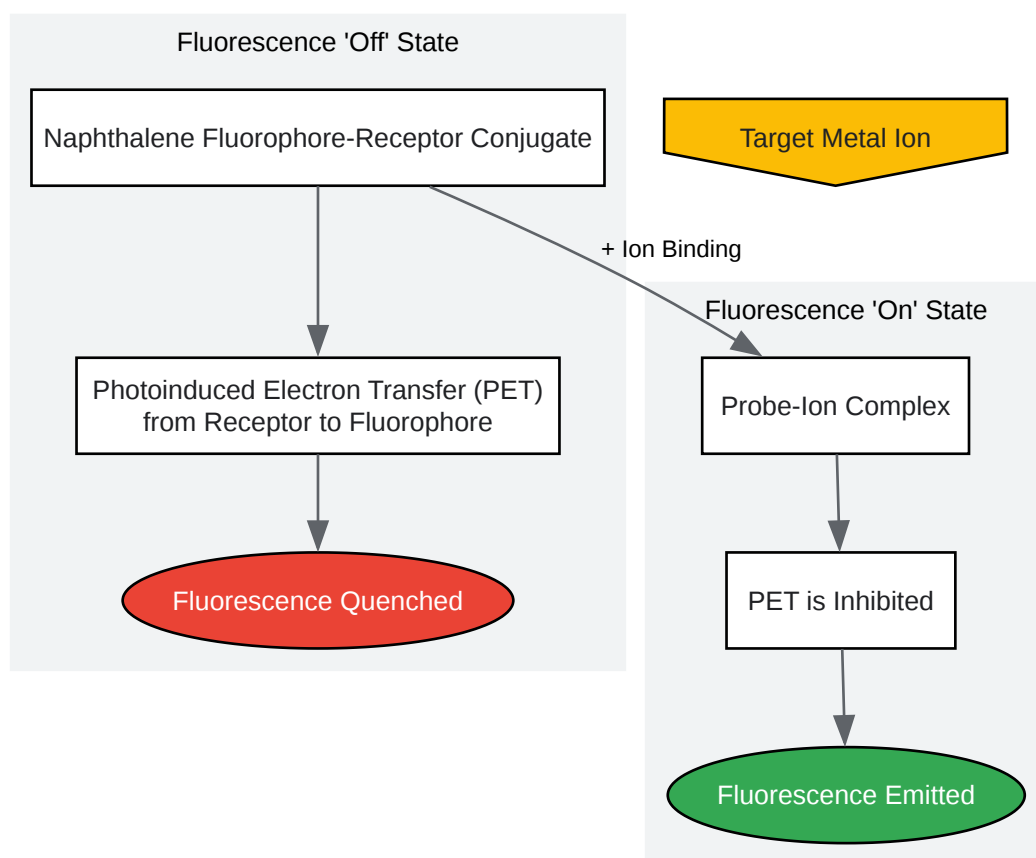 Fluorescence 'Off' State
Naphthalene Fluorophore-Receptor Conjugate
Target Metal Ion
+ Ion Binding
Fluorescence 'On' State
Photoinduced Electron Transfer (PET)
from Receptor to Fluorophore
Probe-Ion Complex
Fluorescence Quenched
PET is Inhibited
Fluorescence Emitted